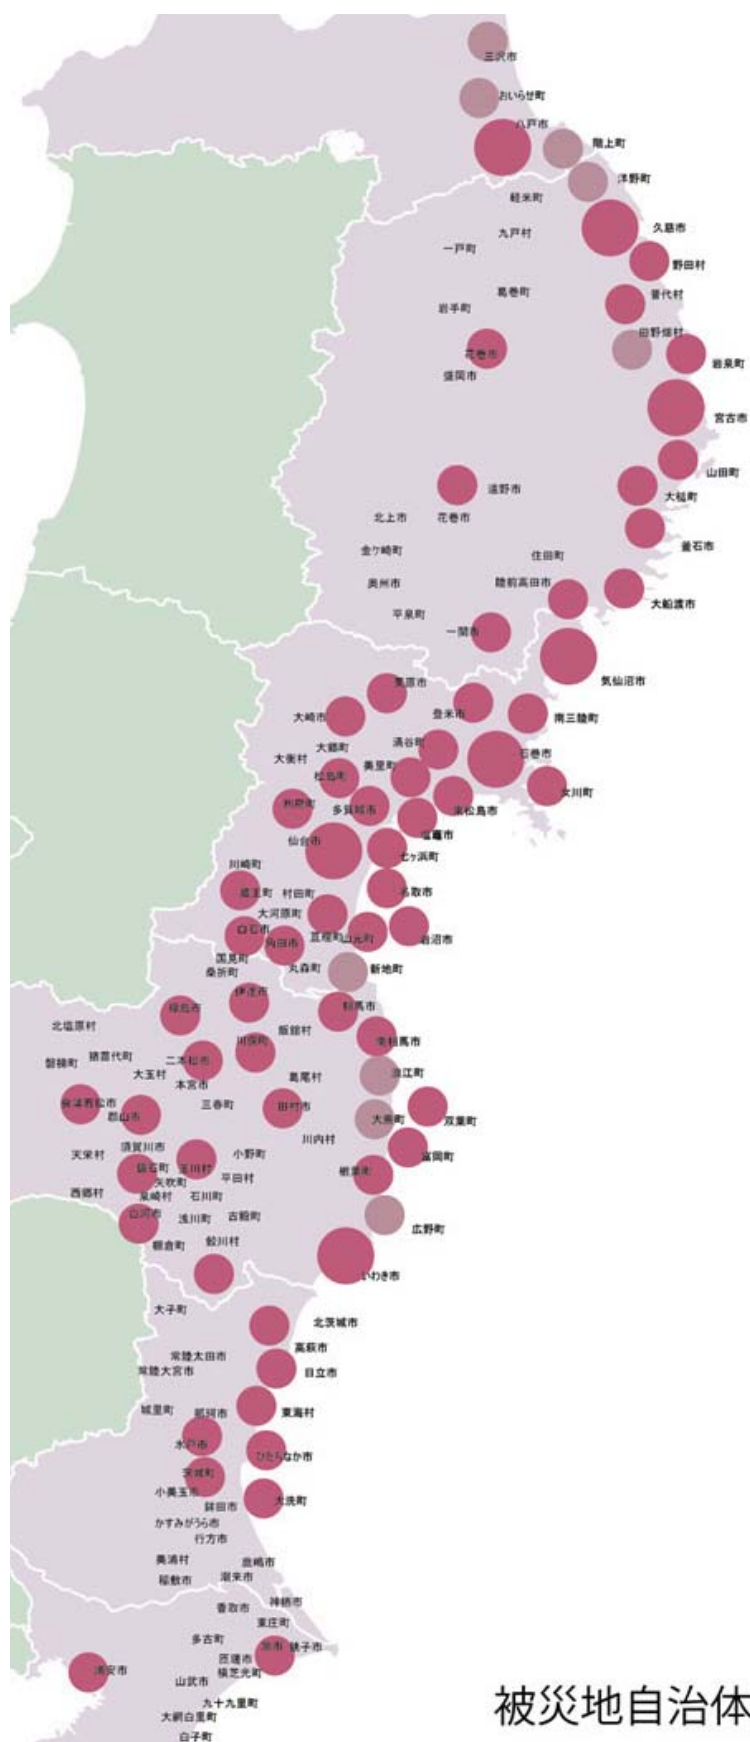 三沢市
おいらせ町
八戸市
階上町
洋野町
軽米町
久慈市
九戸村
一戸町
野田村
葛巻町
普代村
岩手町
田野畑村
花巻市
岩泉町
盛岡市
宮古市
山田町
遠野市
大槌町
北上市
花巻市
釜石市
金ケ崎町
住田町
奥州市
陸前高田市
大船渡市
平泉町
一関市
気仙沼市
栗原市
大崎市
登米市
南三陸町
大郷町
涌谷町
大衡村
石巻市
美里町
松島町
女川町
利府町
多賀城市
東松島市
塩竈市
仙台市
七ヶ浜町
川崎町
蔵王町
村田町
名取市
大河原町
白石市
角田市
亘理町
山元町
岩沼市
国見町
丸森町
新地町
桑折町
伊達市
福島市
相馬市
北塩原村
飯舘村
川俣町
南相馬市
猪苗代町
磐梯町
二本松市
大玉村
葛尾村
浪江町
本宮市
会津若松市
三春町
田村市
郡山市
大熊町
双葉町
川内村
須賀川市
天栄村
小野町
富岡町
鏡石町
玉川村
楢葉町
矢吹町
平田村
西郷村
泉崎村
石川町
白河市
浅川町
古殿町
広野町
棚倉町
鮫川村
いわき市
大子町
北茨城市
高萩市
常陸太田市
常陸大宮市
日立市
城里町
那珂市
東海村
水戸市
ひたちなか市
茨城町
小美玉市
大洗町
鉾田市
かすみがうら市
行方市
美浦村
鹿嶋市
稲敷市
潮来市
神栖市
香取市
東庄町
多古町
旭市
銚子市
匝瑳市
浦安市
横芝光町
山武市
九十九里町
大網白里町
白子町
被災地自治体